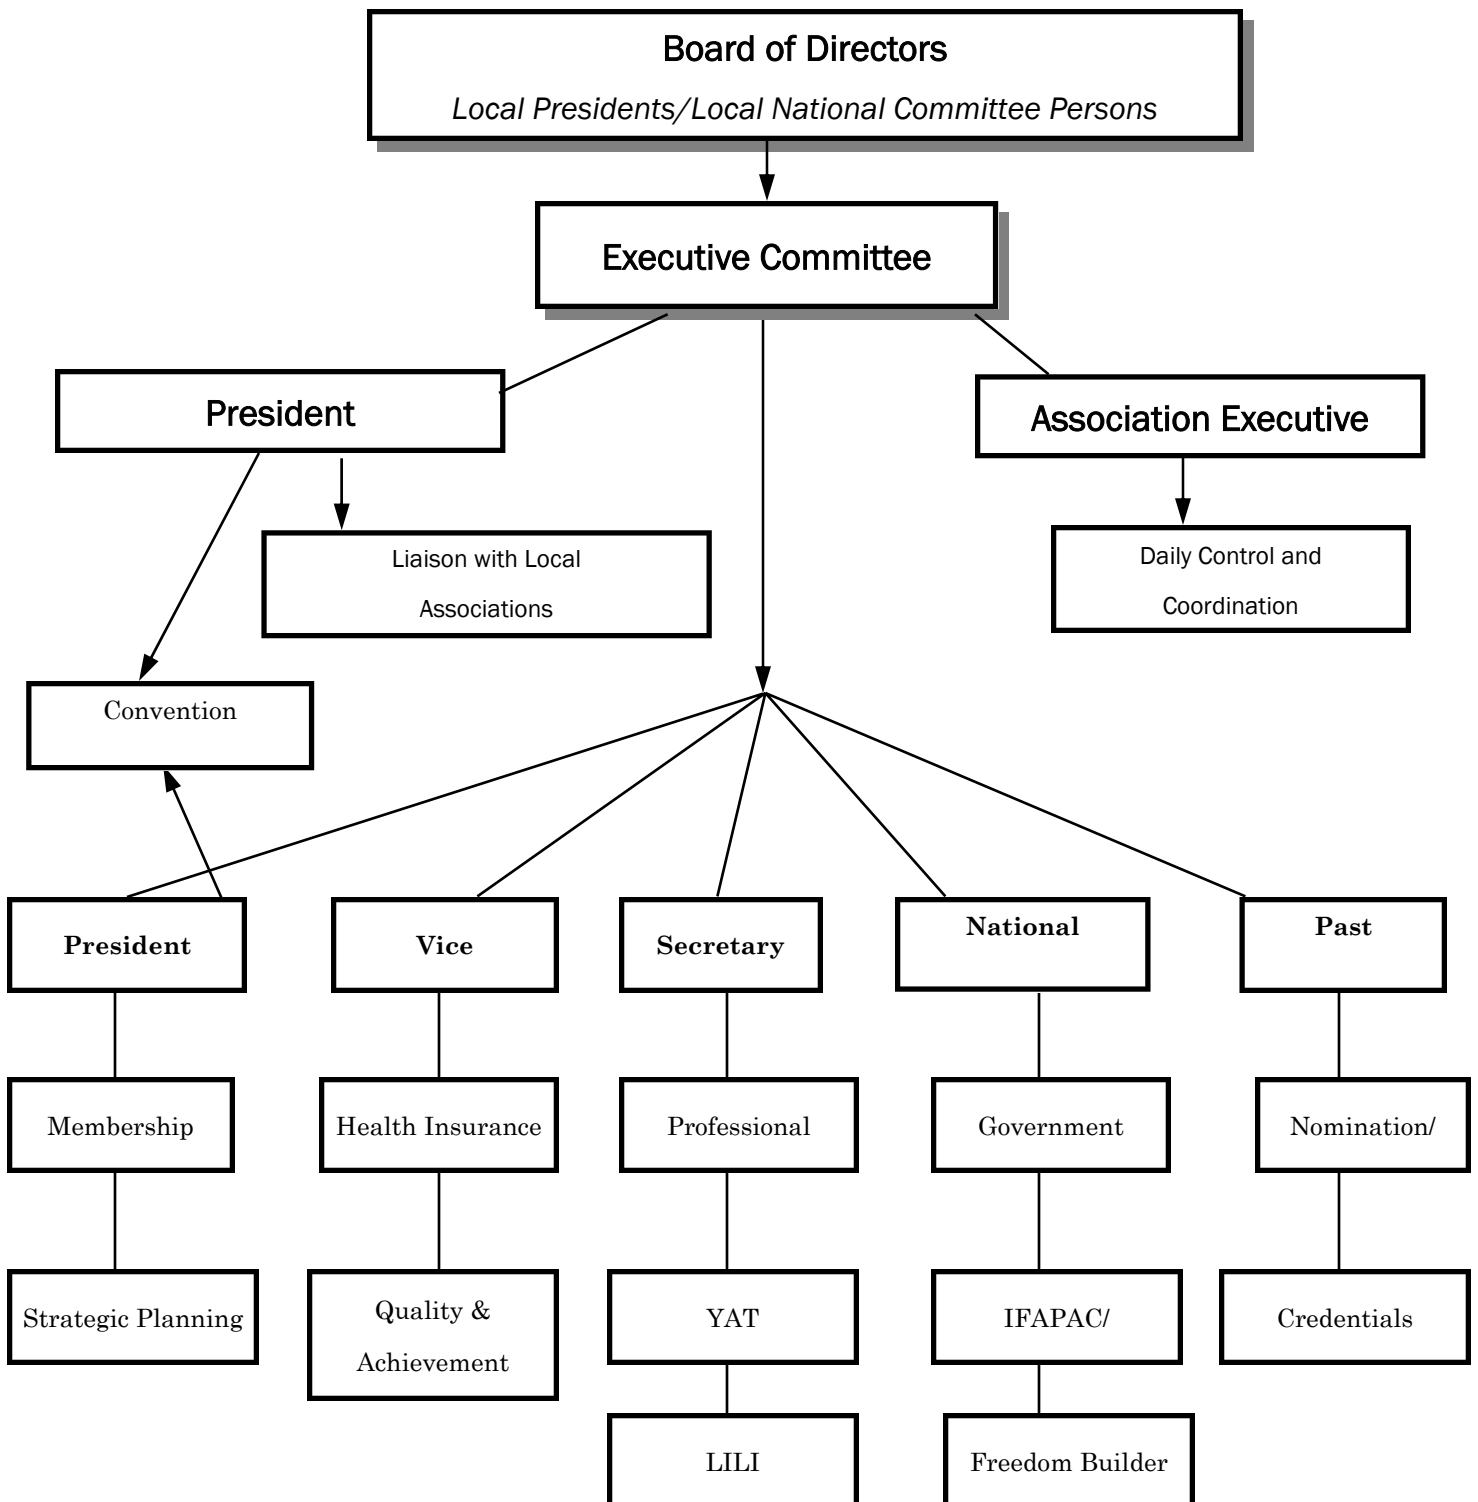 Board of Directors
Local Presidents/Local National Committee Persons
Executive Committee
President
Association Executive
Liaison with Local
Associations
Daily Control and
Coordination
Convention
President
Vice
Secretary
National
Past
Membership
Health Insurance
Professional
Government
Nomination/
Strategic Planning
Quality &
Achievement
YAT
IFAPAC/
Credentials
LILI
Freedom Builder